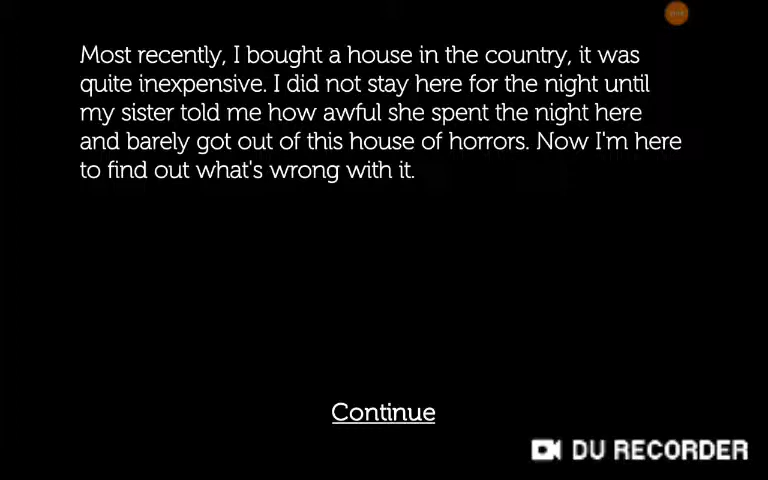 Most recently, I bought a house in the country, it was
quite inexpensive. I did not stay here for the night until
my sister told me how awful she spent the night here
and barely got out of this house of horrors. Now I'm here
to find out what's wrong with it.
Continue
DU RECORDER